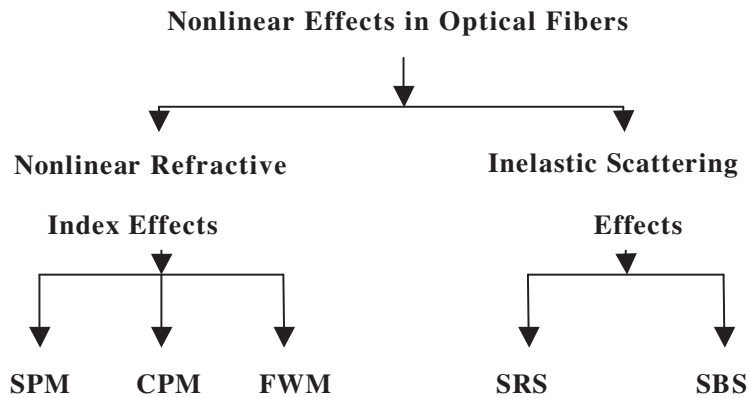 Nonlinear Effects in Optical Fibers
Nonlinear Refractive
Index Effects
Inelastic Scattering
Effects
SPM
CPM
FWM
SRS
SBS